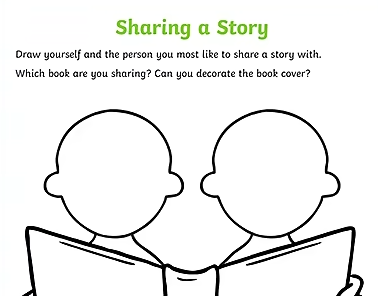 Sharing a Story
Draw yourself and the person you most like to share a story with.
Which book are you sharing? Can you decorate the book cover?